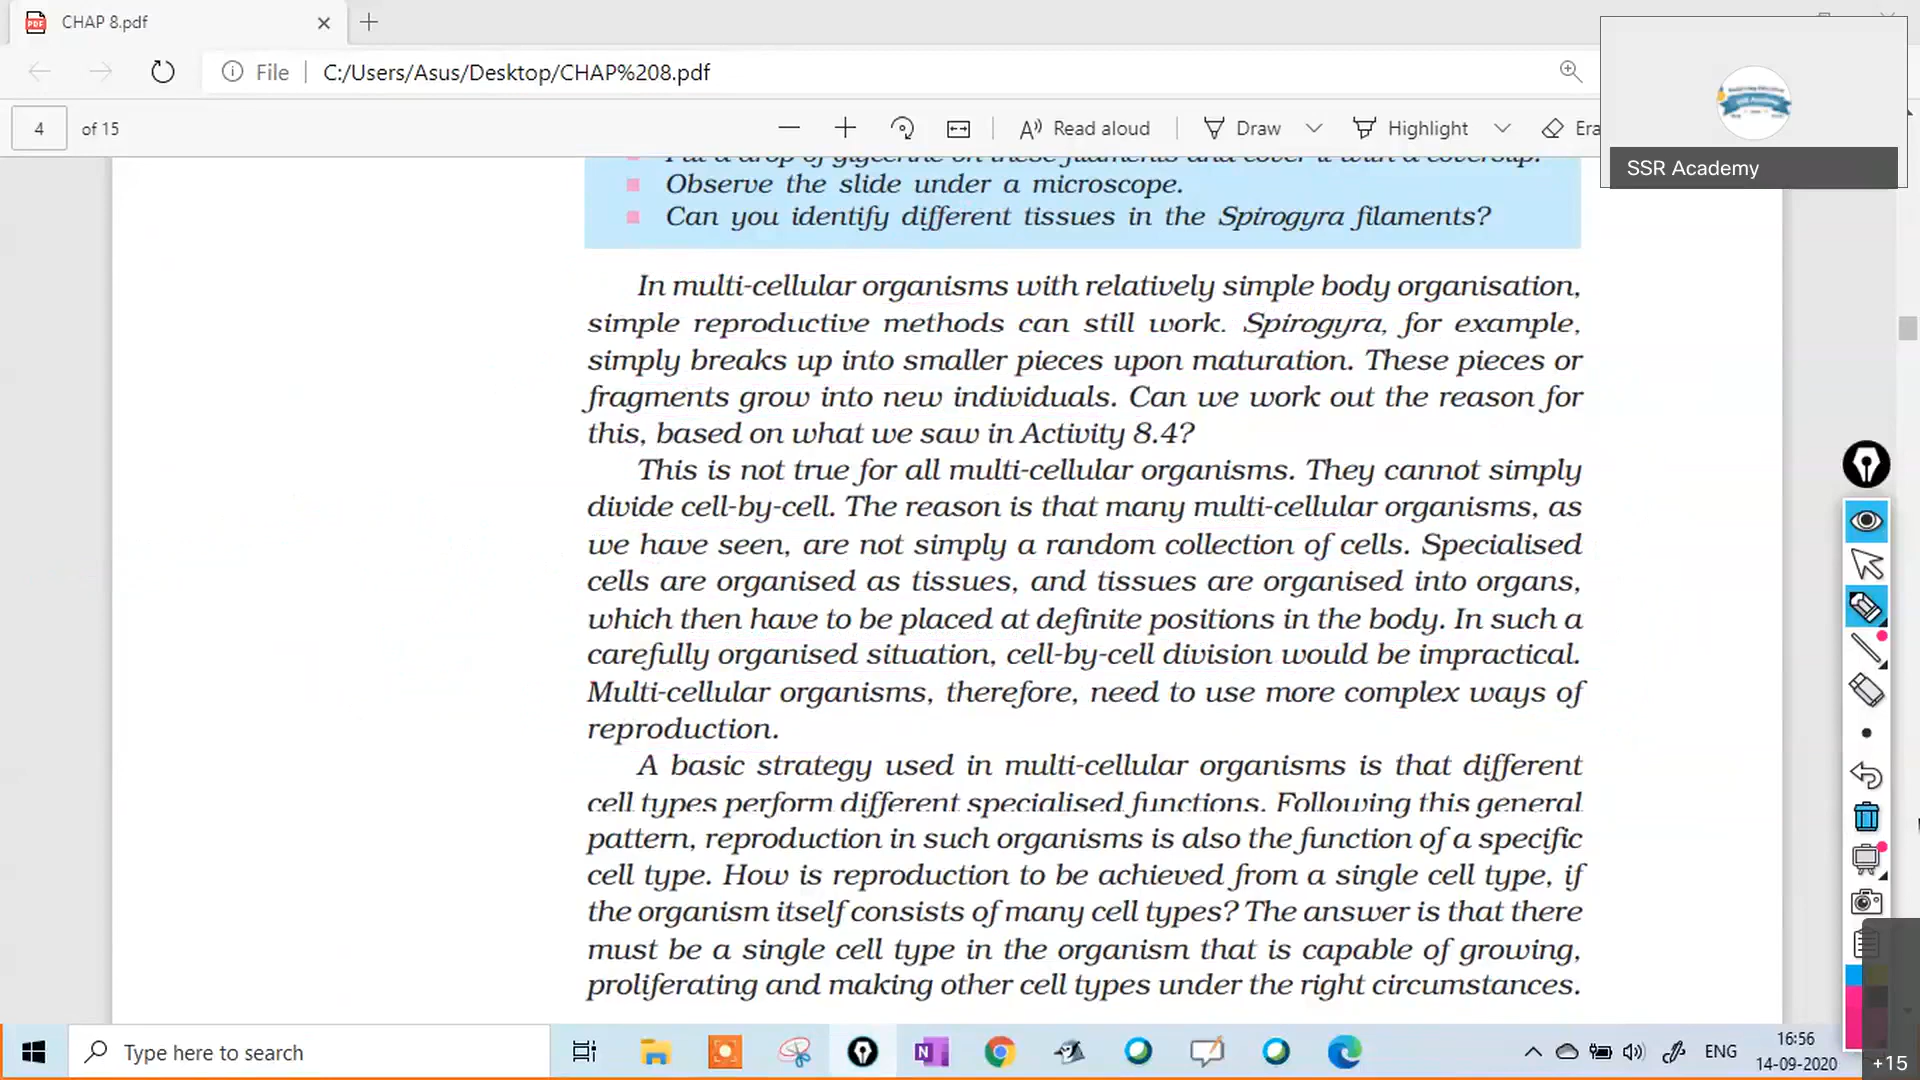 CHAP 8.pdf
File
C:/Users/Asus/Desktop/CHAP%208.pdf
4
of 15
Read aloud
Draw
Highlight
Era
SSR Academy
Put a drop of glycerine on these filaments and cover it with a coverslip.
Observe the slide under a microscope.
Can you identify different tissues in the Spirogyra filaments?
In multi-cellular organisms with relatively simple body organisation,
simple reproductive methods can still work. Spirogyra, for example,
simply breaks up into smaller pieces upon maturation. These pieces or
fragments grow into new individuals. Can we work out the reason for
this, based on what we saw in Activity 8.4?
This is not true for all multi-cellular organisms. They cannot simply
divide cell-by-cell. The reason is that many multi-cellular organisms, as
we have seen, are not simply a random collection of cells. Specialised
cells are organised as tissues, and tissues are organised into organs,
which then have to be placed at definite positions in the body. In such a
carefully organised situation, cell-by-cell division would be impractical.
Multi-cellular organisms, therefore, need to use more complex ways of
reproduction.
A basic strategy used in multi-cellular organisms is that different
cell types perform different specialised functions. Following this general
pattern, reproduction in such organisms is also the function of a specific
cell type. How is reproduction to be achieved from a single cell type, if
the organism itself consists of many cell types? The answer is that there
must be a single cell type in the organism that is capable of growing,
proliferating and making other cell types under the right circumstances.
Type here to search
ENG
16:56
14-09-2020
+15